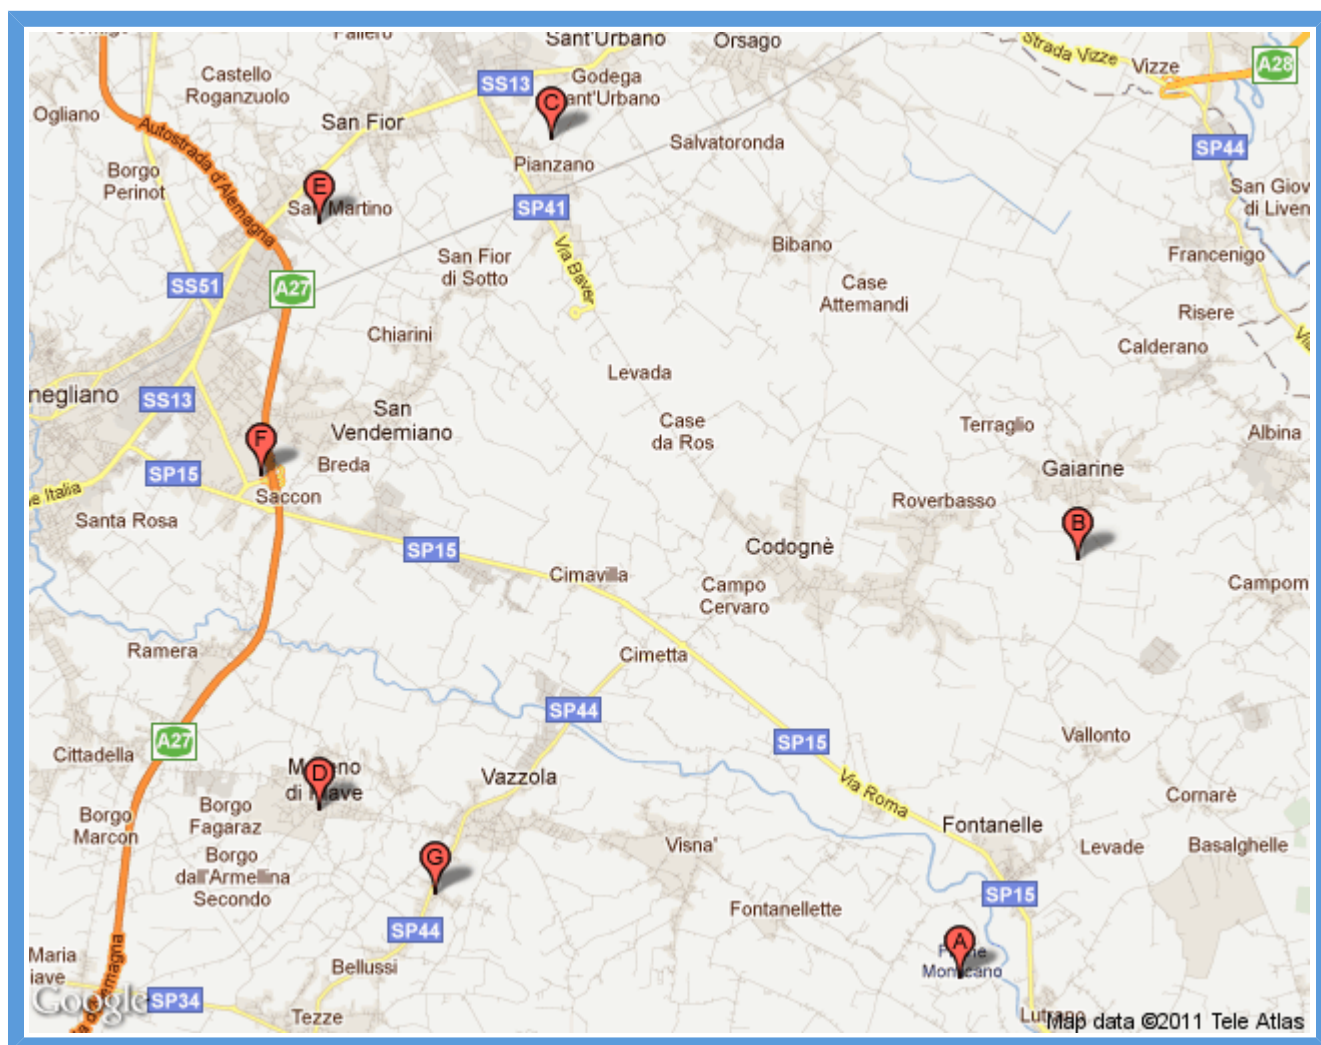 Sant'Urbano
Orsago
Strada Vizze
Vizze
A28
Castello
Roganzuolo
SS13
Godega
C
Ogliano
San Fior
Autostrada d'Alemagna
Salvatoronda
SP44
Borgo
Perinot
Pianzano
E
San Martino
SP41
San Giov
di Liven
Bibano
Francenigo
San Fior
di Sotto
Via Baver
SS51
A27
Case
Attemandi
Risere
Chiarini
Calderano
Levada
negliano
SS13
San
Vendemiano
Case
da Ros
Terraglio
Albina
F
Breda
Gaiarine
SP15
e Italia
Saccon
Roverbasso
Santa Rosa
B
SP15
Codognè
Cimavilla
Campo
Cervaro
Campom
Ramera
Cimetta
SP44
Cittadella
A27
SP15
Vallonto
D
di Piave
Vazzola
Via Roma
Cornarè
Borgo
Marcon
Borgo
Fagaraz
Fontanelle
Visna'
Levade
Basalghelle
Borgo
dall'Armellina
Secondo
G
SP15
SP44
Fontanellette
A
Maria
iave
Bellussi
Google
SP34
Tezze
Map data ©2011 Tele Atlas